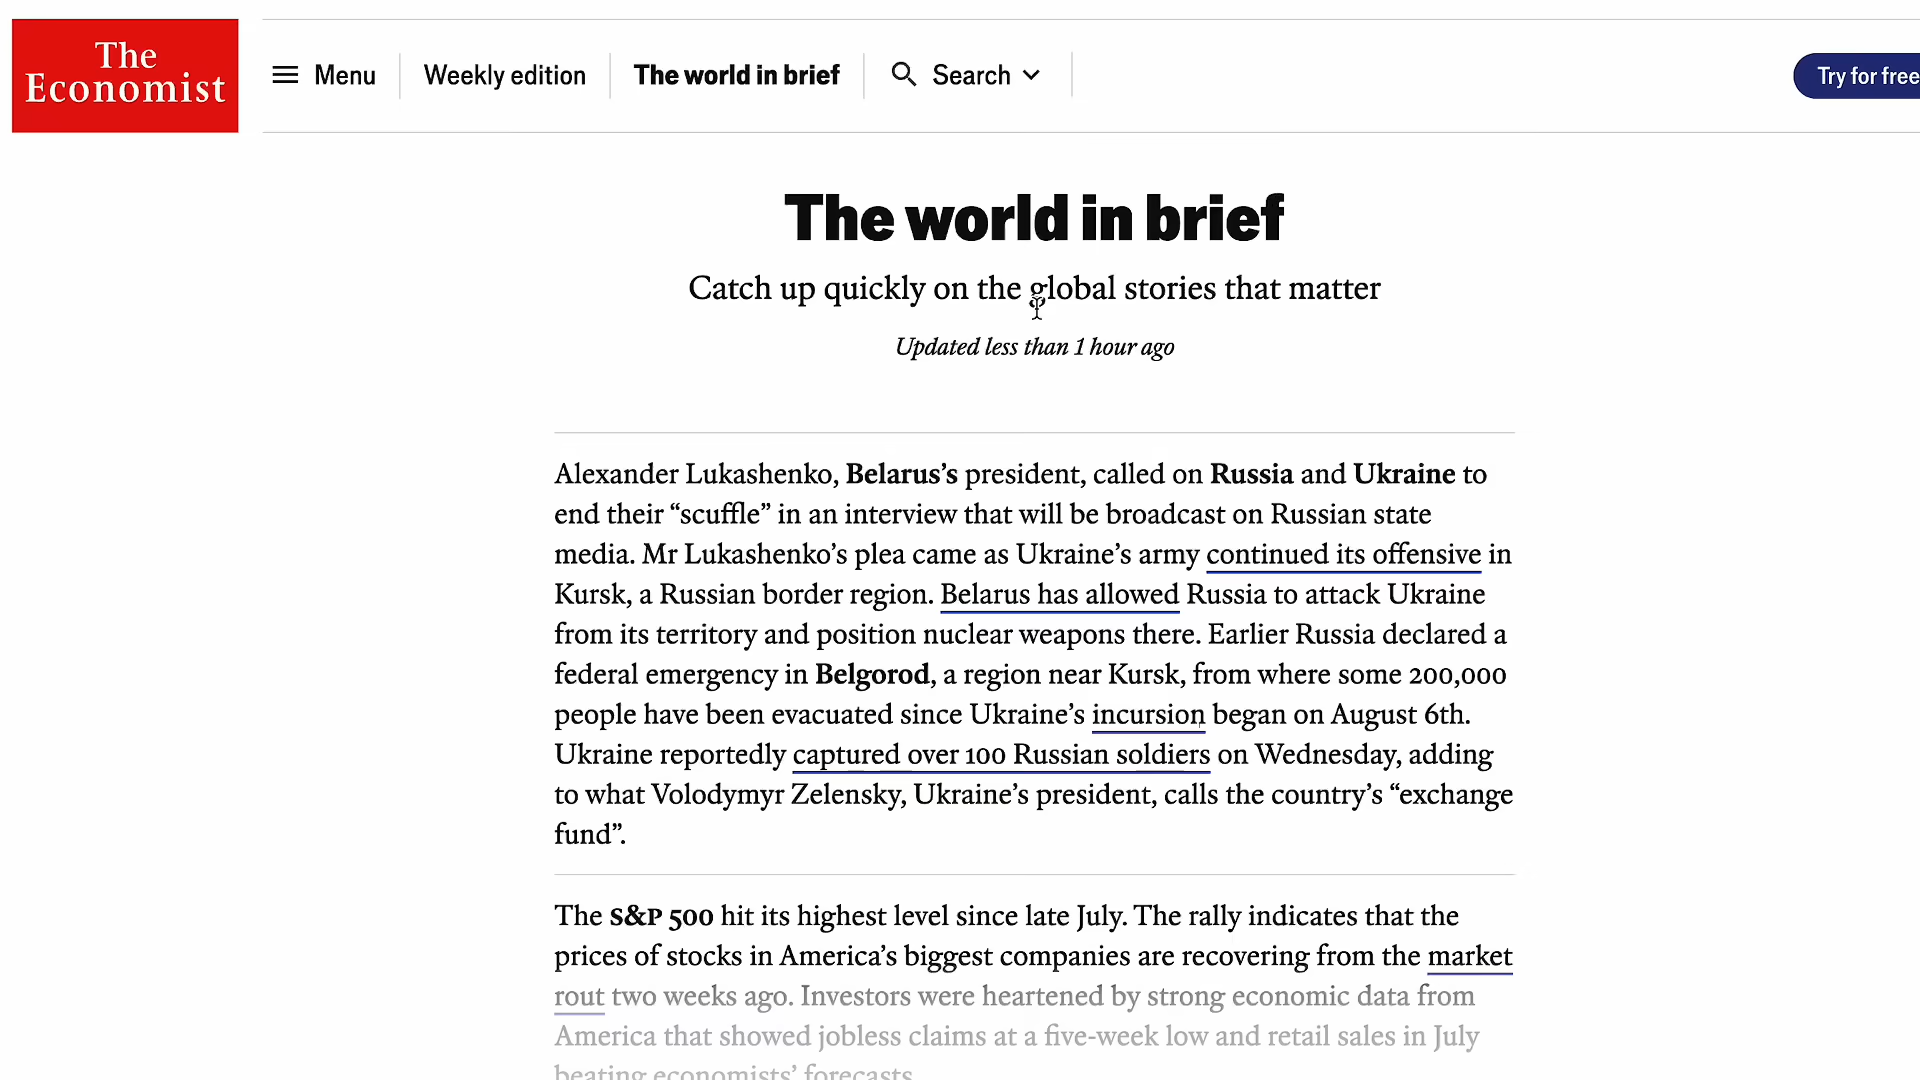 The
Economist
Menu
Weekly edition
The world in brief
Search
Try for free
The world in brief
Catch up quickly on the global stories that matter
Updated less than 1 hour ago
Alexander Lukashenko, Belarus’s president, called on Russia and Ukraine to
end their “scuffle” in an interview that will be broadcast on Russian state
media. Mr Lukashenko’s plea came as Ukraine’s army continued its offensive in
Kursk, a Russian border region. Belarus has allowed Russia to attack Ukraine
from its territory and position nuclear weapons there. Earlier Russia declared a
federal emergency in Belgorod, a region near Kursk, from where some 200,000
people have been evacuated since Ukraine’s incursion began on August 6th.
Ukraine reportedly captured over 100 Russian soldiers on Wednesday, adding
to what Volodymyr Zelensky, Ukraine’s president, calls the country’s “exchange
fund”.
The S&P 500 hit its highest level since late July. The rally indicates that the
prices of stocks in America’s biggest companies are recovering from the market
rout two weeks ago. Investors were heartened by strong economic data from
America that showed jobless claims at a five-week low and retail sales in July
beating economists’ forecasts.